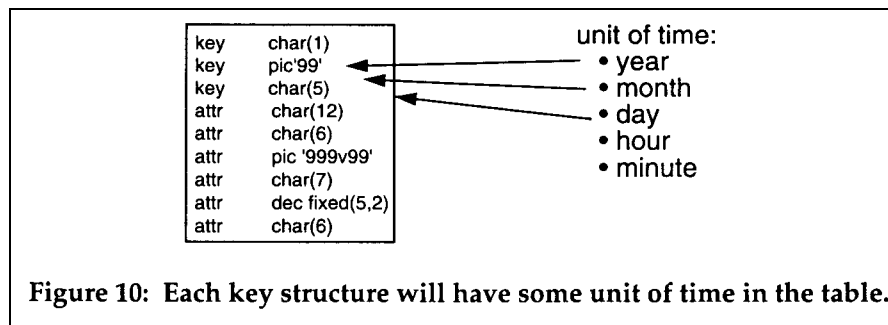 key char(1)
key pic'99'
key char(5)
attr char(12)
attr char(6)
attr pic '999v99'
attr char(7)
attr dec fixed(5,2)
attr char(6)
unit of time:
• year
• month
• day
• hour
• minute
Figure 10: Each key structure will have some unit of time in the table.